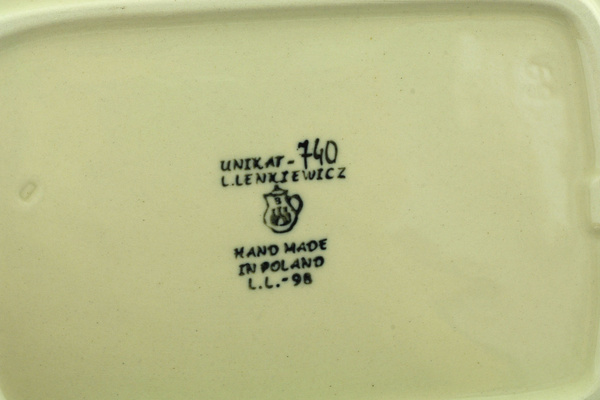 UNIKAT-740
L.LENKIEWICZ
HAND MADE
IN POLAND
L.L.-98